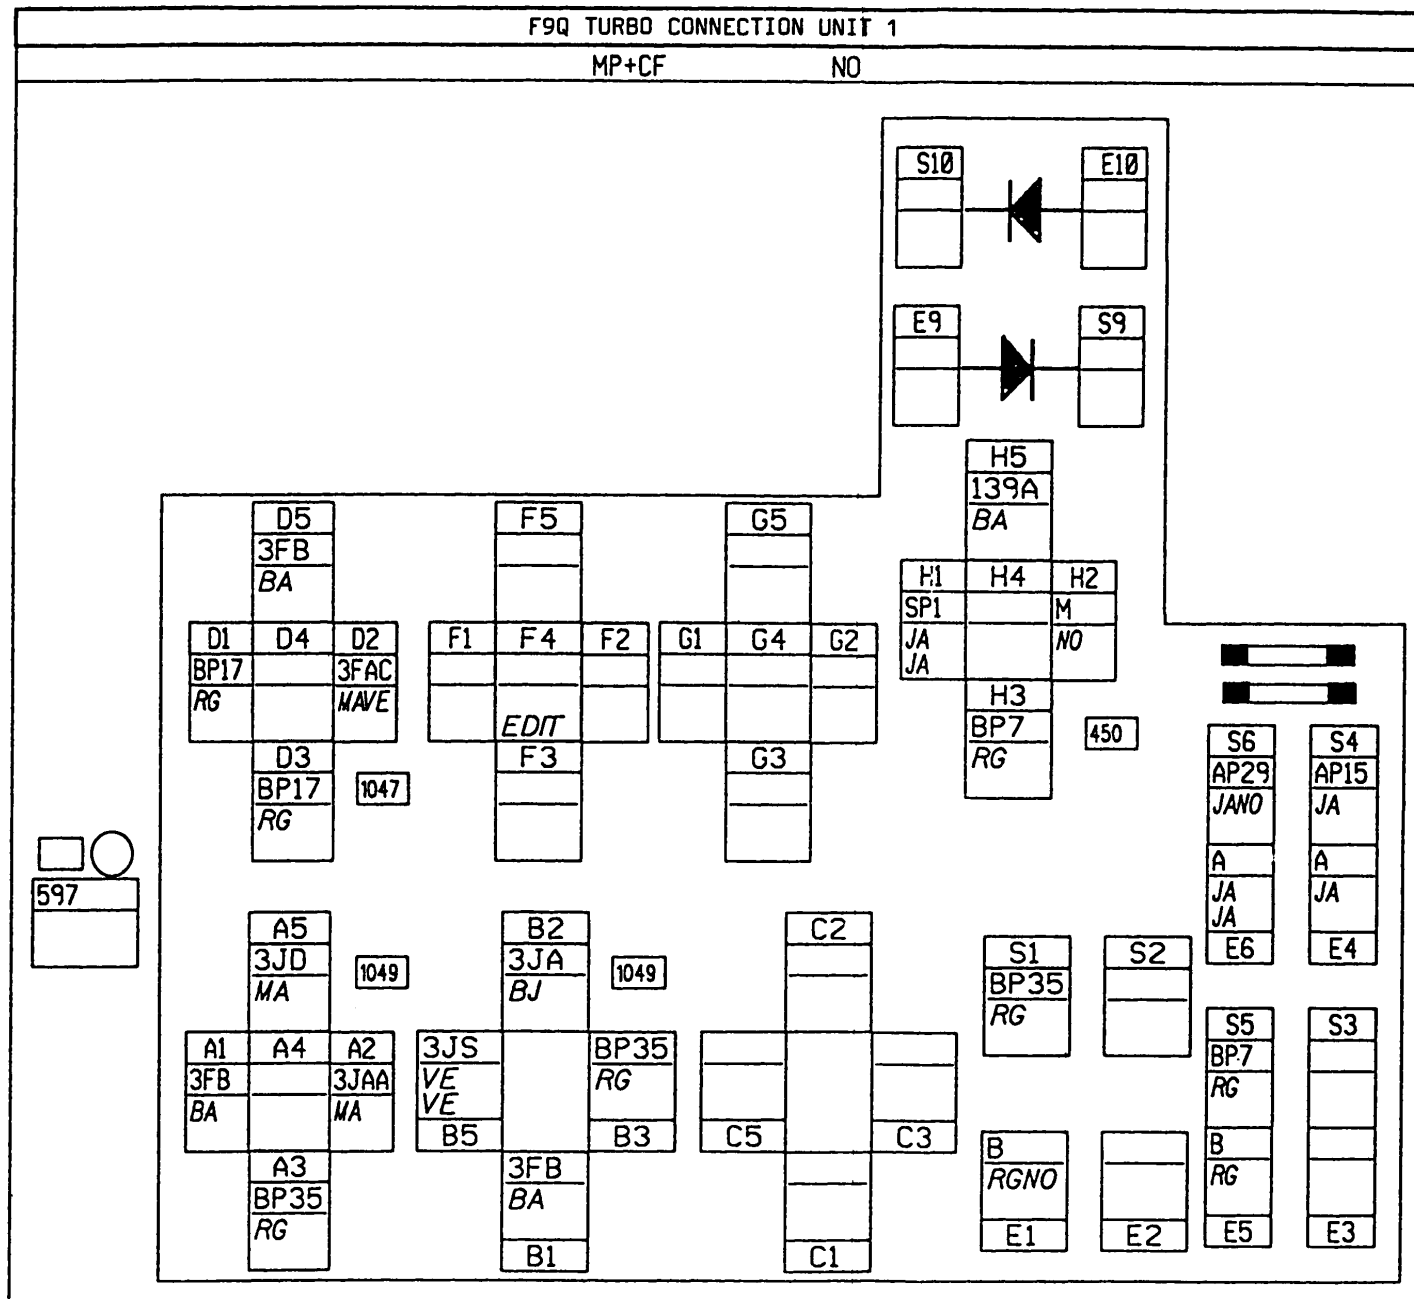 F9Q TURBO CONNECTION UNIT 1
MP+CF NO
S10 E10
E9 S9
H5
139A
BA
H1 H4 H2
SP1 M
JA NO
JA
H3
BP7
RG
450
D5
3FB
BA
D1 D4 D2
BP17 3FAC
RG MAVE
D3
BP17
RG
1047
F5
F1 F4 F2
EDIT
F3
G5
G1 G4 G2
G3
S6
AP29
JANO
A
JA
JA
E6
S4
AP15
JA
A
JA
E4
597
A5
3JD
MA
1049
A1 A4 A2
3FB 3JAA
BA MA
A3
BP35
RG
B2
3JA
BJ
1049
3JS BP35
VE RG
VE
B5 B3
3FB
BA
B1
C2
C5 C3
C1
S1
BP35
RG
B
RGNO
E1
S2
E2
S5
BP7
RG
B
RG
E5
S3
E3